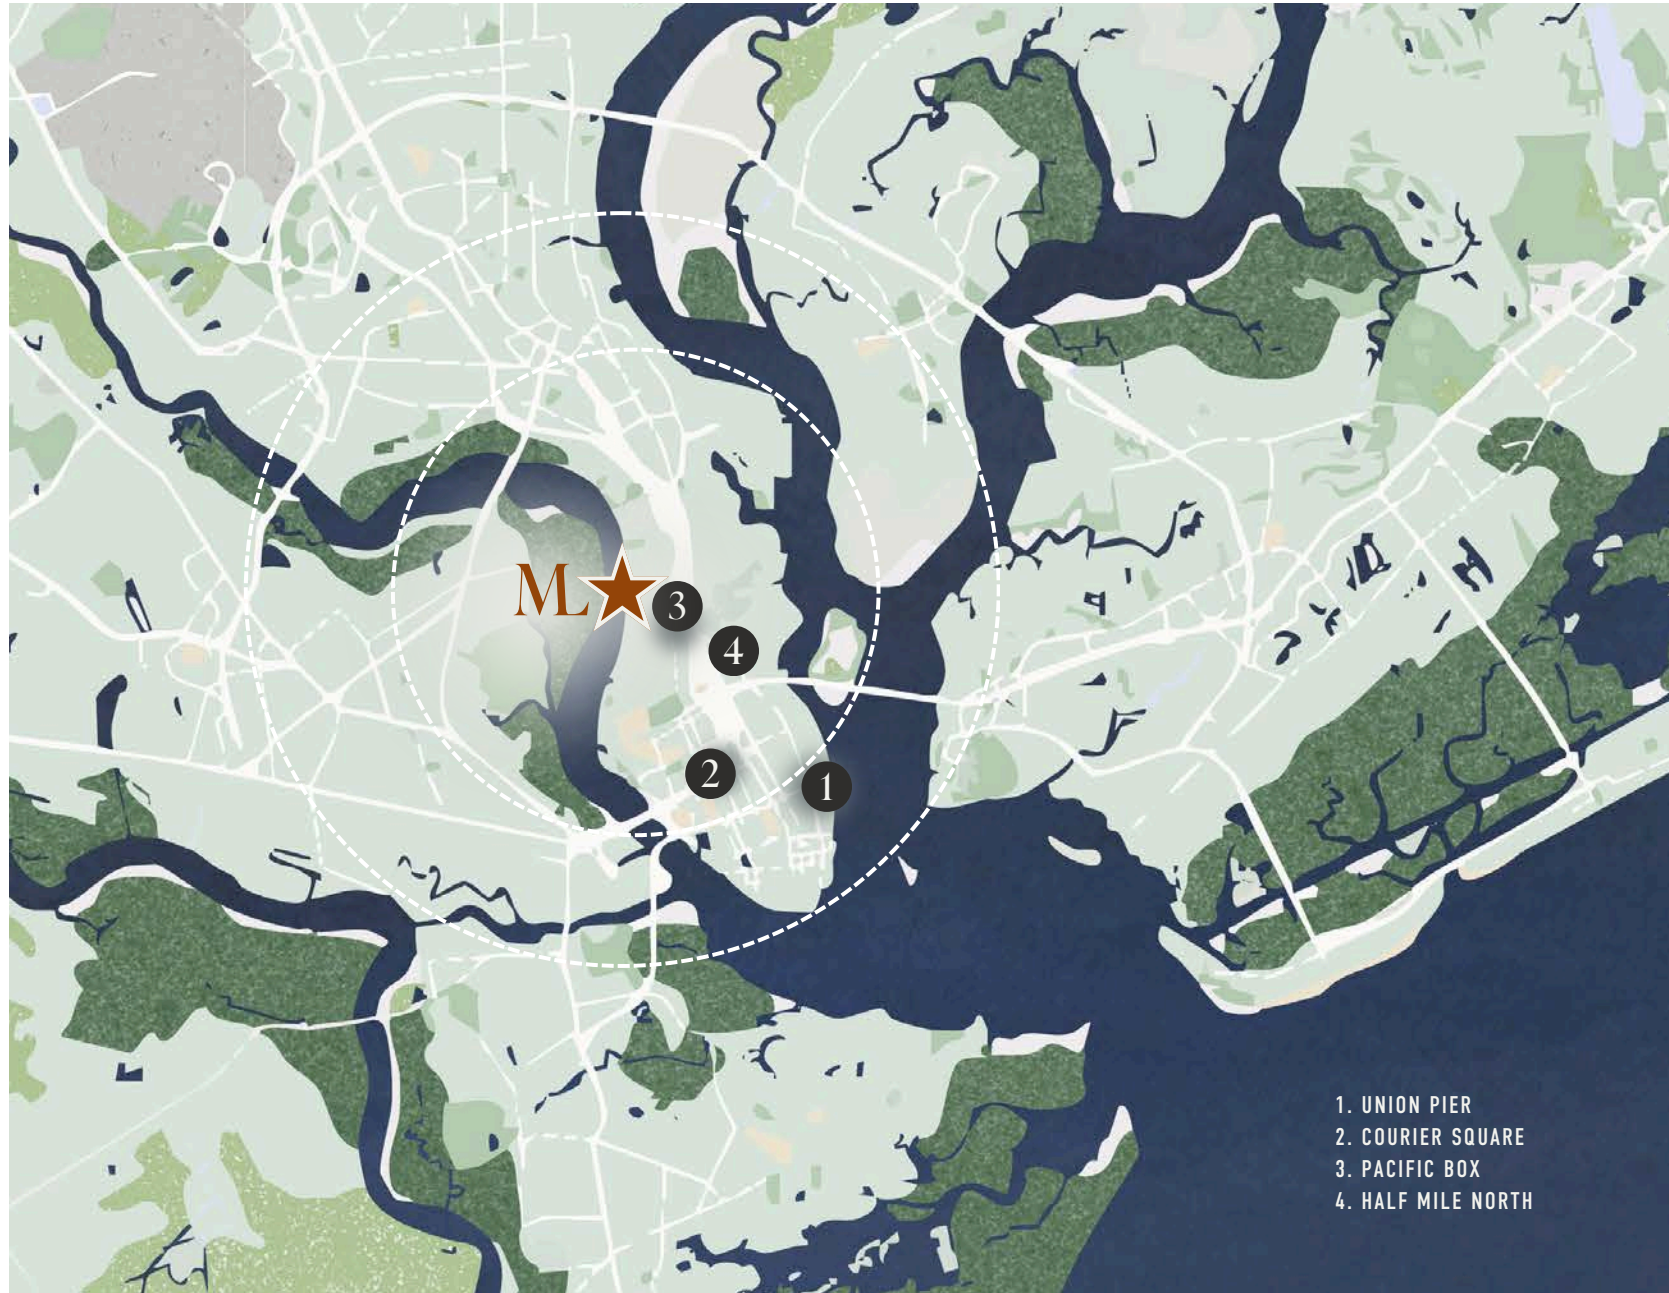 ML
3
4
2
1
1. UNION PIER
2. COURIER SQUARE
3. PACIFIC BOX
4. HALF MILE NORTH